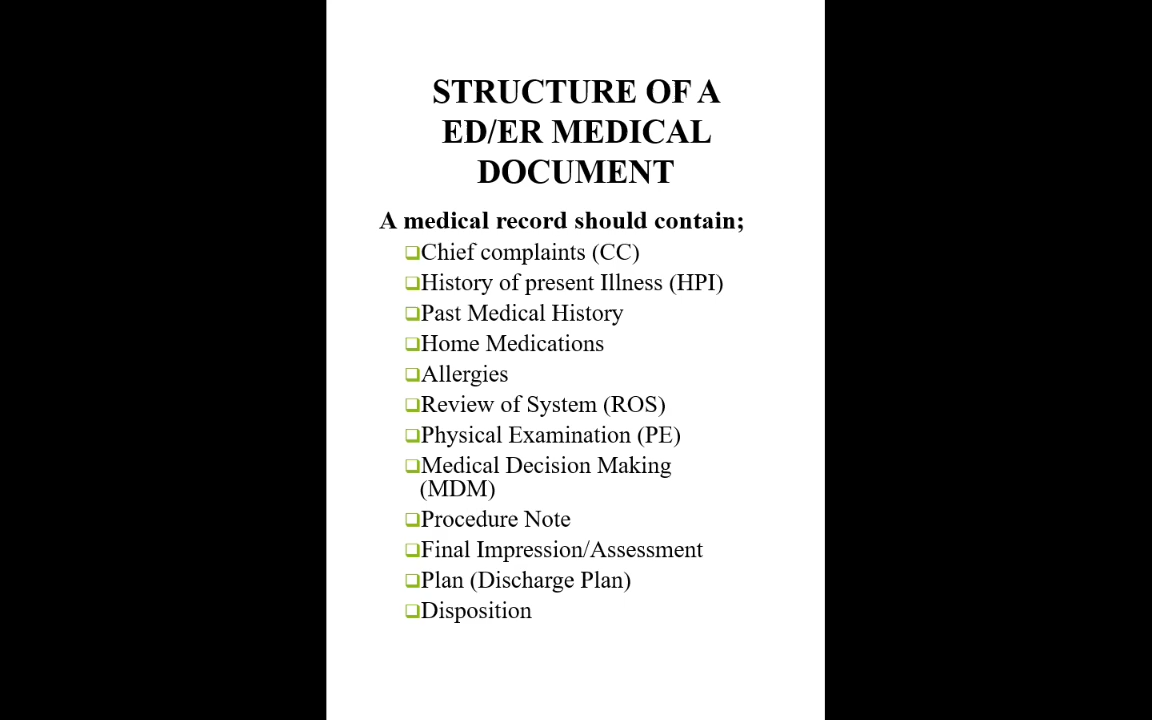 STRUCTURE OF A
ED/ER MEDICAL
DOCUMENT
A medical record should contain;
❑Chief complaints (CC)
❑History of present Illness (HPI)
❑Past Medical History
❑Home Medications
❑Allergies
❑Review of System (ROS)
❑Physical Examination (PE)
❑Medical Decision Making
(MDM)
❑Procedure Note
❑Final Impression/Assessment
❑Plan (Discharge Plan)
❑Disposition